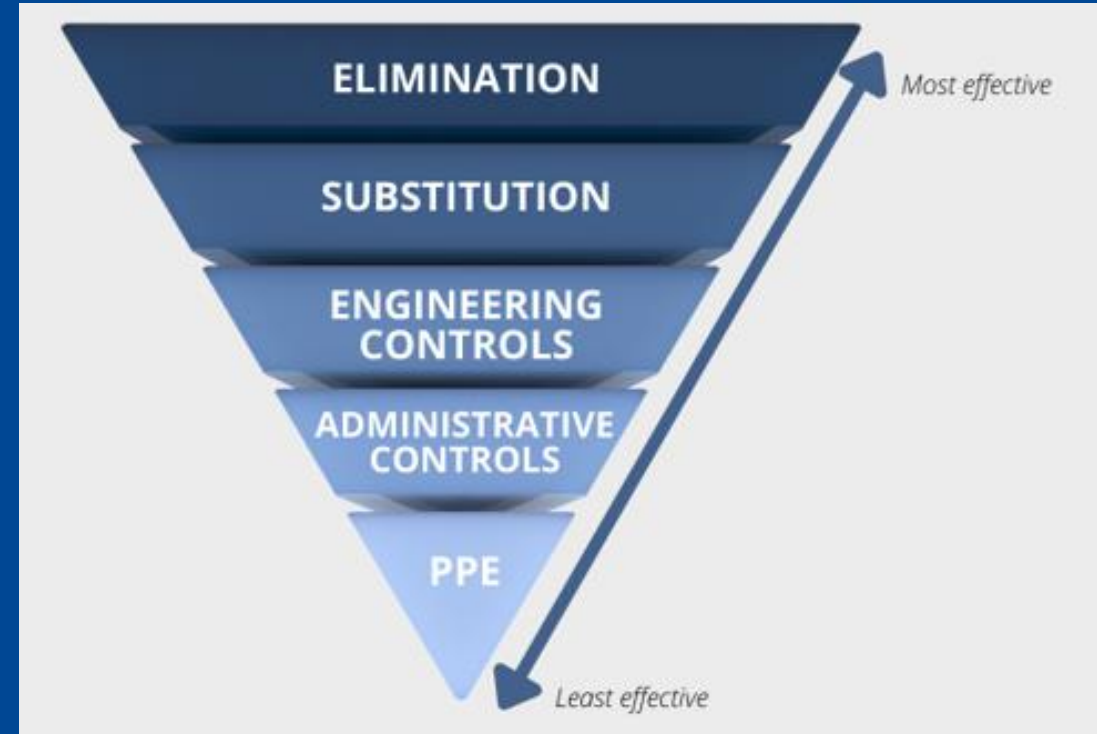 ELIMINATION
Most effective
SUBSTITUTION
ENGINEERING
CONTROLS
ADMINISTRATIVE
CONTROLS
PPE
Least effective